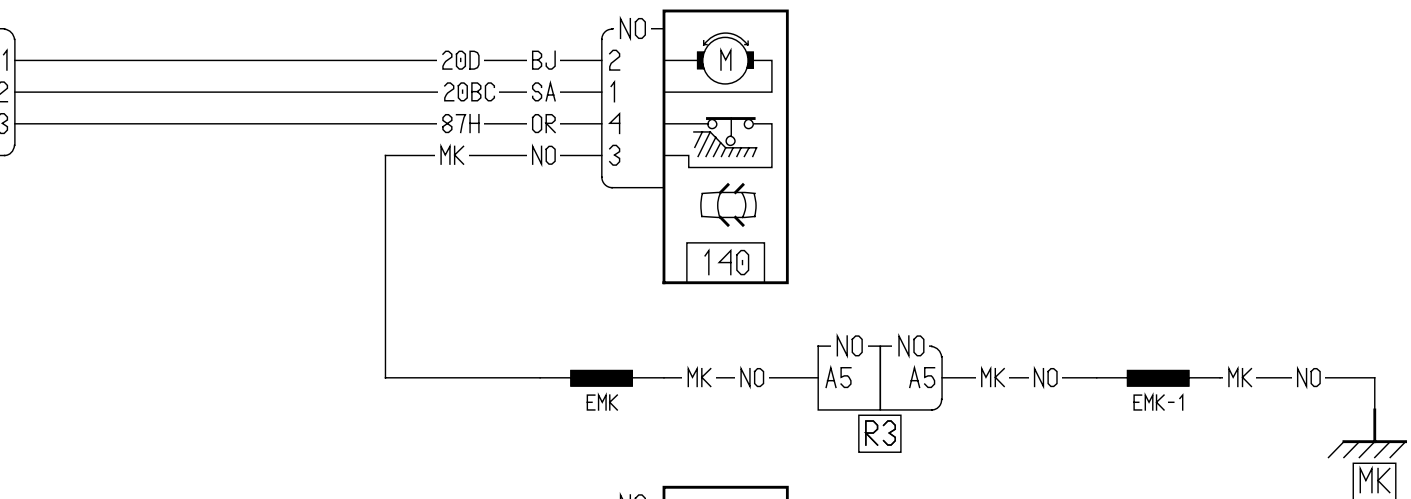 NO
1 20D BJ 2 M
2 20BC SA 1
3 87H OR 4
MK NO 3
140
NO NO
MK NO A5 A5 MK NO MK NO
EMK EMK-1
R3
MK
NO